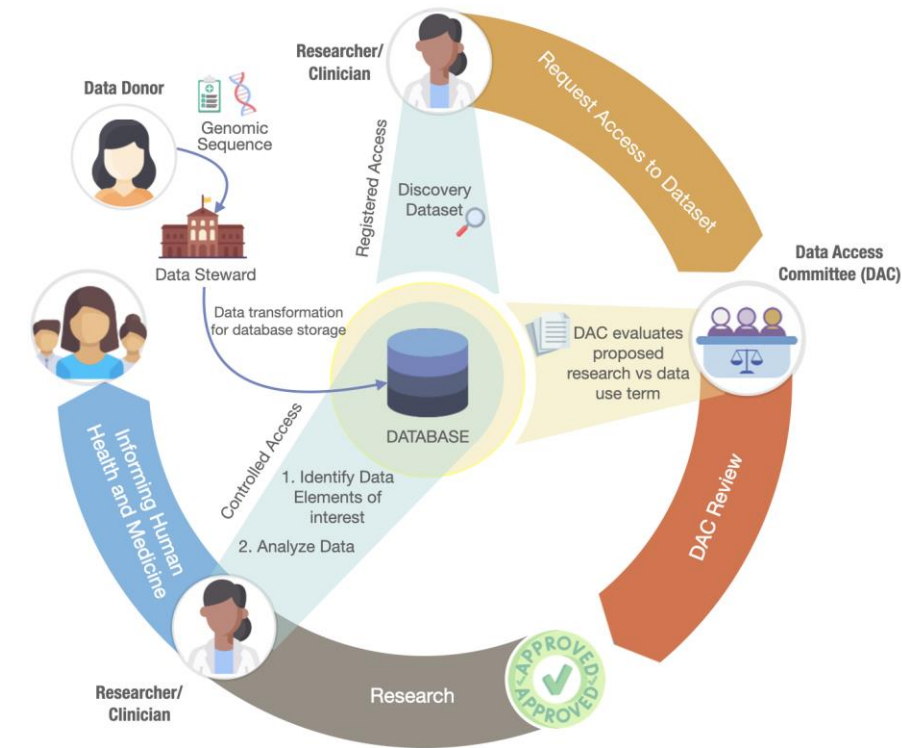 Researcher/
Clinician
Request Access to Dataset
Data Donor
Genomic
Sequence
Registered Access
Discovery
Dataset
Data Access
Committee (DAC)
Data Steward
Data transformation
for database storage
DAC evaluates
proposed
research vs data
use term
DATABASE
Controlled Access
1. Identify Data
Elements of
interest
2. Analyze Data
Informing Human
Health and Medicine
DAC Review
APPROVED
APPROVED
Research
Researcher/
Clinician